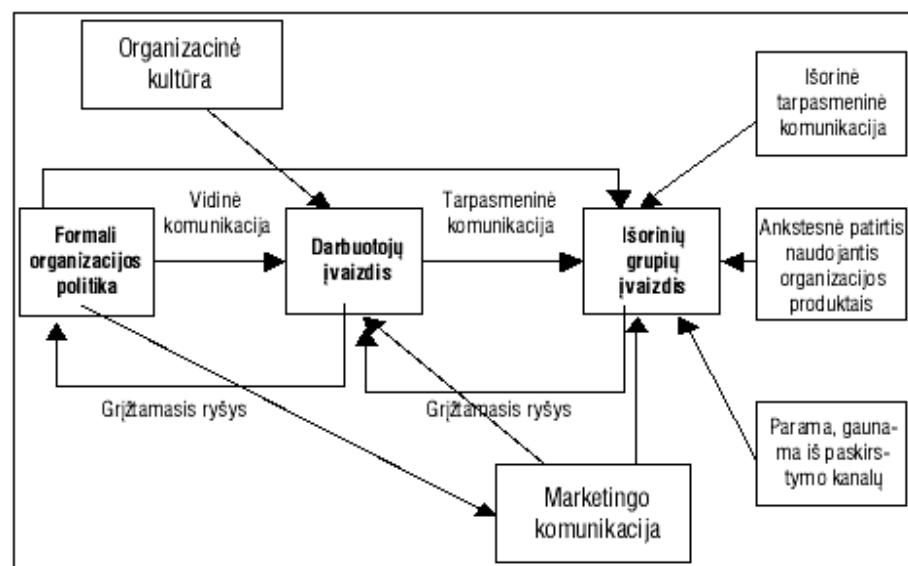 Organizacinė
kultūra
Išorinė
tarpasmeninė
komunikacija
Vidinė
komunikacija
Tarpasmeninė
komunikacija
Formali
organizacijos
politika
Darbuotojų
įvaizdis
Išorinių
grupių
įvaizdis
Ankstesnė patirtis
naudojantis
organizacijos
produktais
Grįžtamasis ryšys
Grįžtamasis ryšys
Parama, gauna-
ma iš paskirs-
tymo kanalų
Marketingo
komunikacija